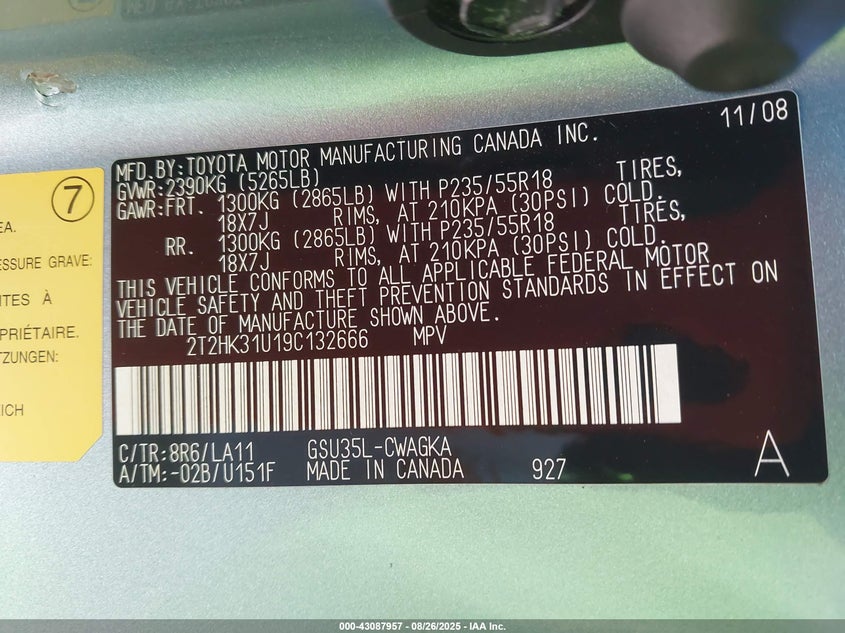 11/08
MFD.BY:TOYOTA MOTOR MANUFACTURING CANADA INC.
GVWR:2390KG (5265LB)
GAWR:FRT. 1300KG (2865LB) WITH P235/55R18 TIRES,
18X7J RIMS, AT 210KPA (30PSI) COLD.
RR. 1300KG (2865LB) WITH P235/55R18 TIRES,
18X7J RIMS, AT 210KPA (30PSI) COLD.
THIS VEHICLE CONFORMS TO ALL APPLICABLE FEDERAL MOTOR
VEHICLE SAFETY AND THEFT PREVENTION STANDARDS IN EFFECT ON
THE DATE OF MANUFACTURE SHOWN ABOVE.
2T2HK31U19C132666 MPV
C/TR:8R6/LA11 GSU35L-CWAGKA
A/TM:-02B/U151F MADE IN CANADA 927 A
7
EA.
ESSURE GRAVE:
ITES À
OPRIÉTAIRE.
TZUNGEN:
EICH
000-43087957 - 08/26/2025 - IAA Inc.